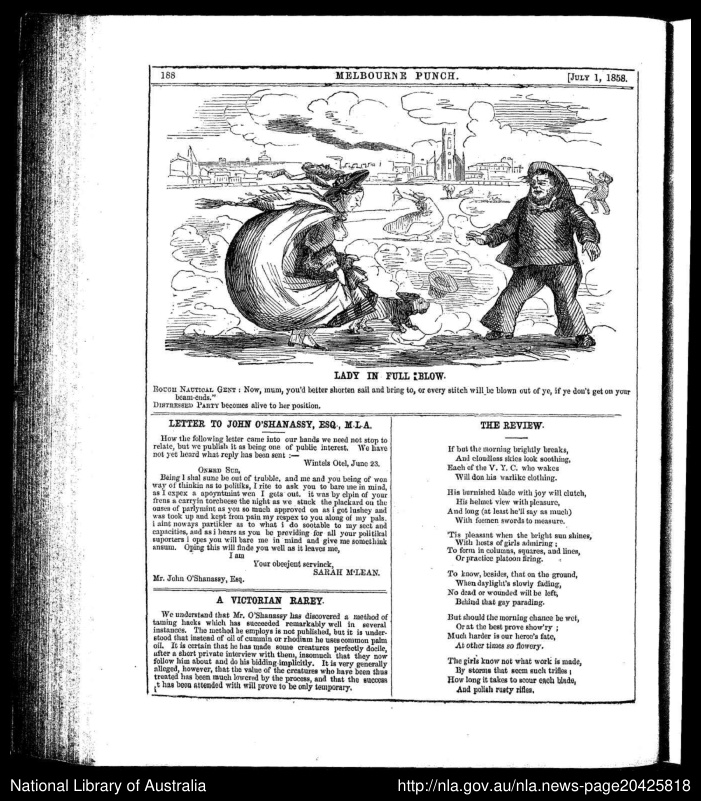 188
MELBOURNE PUNCH.
[JULY 1, 1858.
LADY IN FULL BLOW.
ROUGH NAUTICAL GENT : Now, mum, you'd better shorten sail and bring to, or every stitch will be blown out of ye, if ye don't get on your
beam-ends."
DISTRESSED PARTY becomes alive to her position.
LETTER TO JOHN O'SHANASSY, ESQ., M.L.A.
How the following letter came into our hands we need not stop to
relate, but we publish it as being one of public interest. We have
not yet heard what reply has been sent :—
Wintels Otel, June 23.
ONERD SUR,
Being I shal sune be out of trubble, and me and you being of won
way of thinkin as to politiks, I rite to ask you to bare me in mind,
as I expex a apoyntmint wen I gets out. it was by elpin of your
frens a carryin torcheose the night as we stuck the plackard on the
ouses of parlymint as you so much approved on as i got lushey and
was took up and kept from pain my respex to you along of my pals.
i aint noways partikler as to what i do sootable to my sect and
capacities, and as i hears as you be providing for all your politikal
suporters i opes you will bare me in mind and give me somethink
ansum. Oping this will finde you well as it leaves me,
I am
Your obeejent servinck,
SARAH M'LEAN.
Mr. John O'Shanassy, Esq.
A VICTORIAN RAREY.
We understand that Mr. O'Shanassy has discovered a method of
taming hacks which has succeeded remarkably well in several
instances. The method he employs is not published, but it is under-
stood that instead of oil of cummin or rhodium he uses common palm
oil. It is certain that he has made some creatures perfectly docile,
after a short private interview with them, insomuch that they now
follow him about and do his bidding implicitly. It is very generally
alleged, however, that the value of the creatures who have been thus
treated has been much lowered by the process, and that the success
it has been attended with will prove to be only temporary.
THE REVIEW.
If but the morning brightly breaks,
And cloudless skies look soothing,
Each of the V. Y. C. who wakes
Will don his warlike clothing.
His burnished blade with joy will clutch,
His helmet view with pleasure,
And long (at least he'll say as much)
With foemen swords to measure.
'Tis pleasant when the bright sun shines,
With hosts of girls admiring ;
To form in columns, squares, and lines,
Or practice platoon firing.
To know, besides, that on the ground,
When daylight's slowly fading,
No dead or wounded will be left,
Behind that gay parading.
But should the morning chance be wet,
Or at the best prove show'ry ;
Much harder is our hero's fate,
At other times so flowery.
The girls know not what work is made,
By storms that seem such trifles ;
How long it takes to scour each blade,
And polish rusty rifles.
National Library of Australia
http://nla.gov.au/nla.news-page20425818